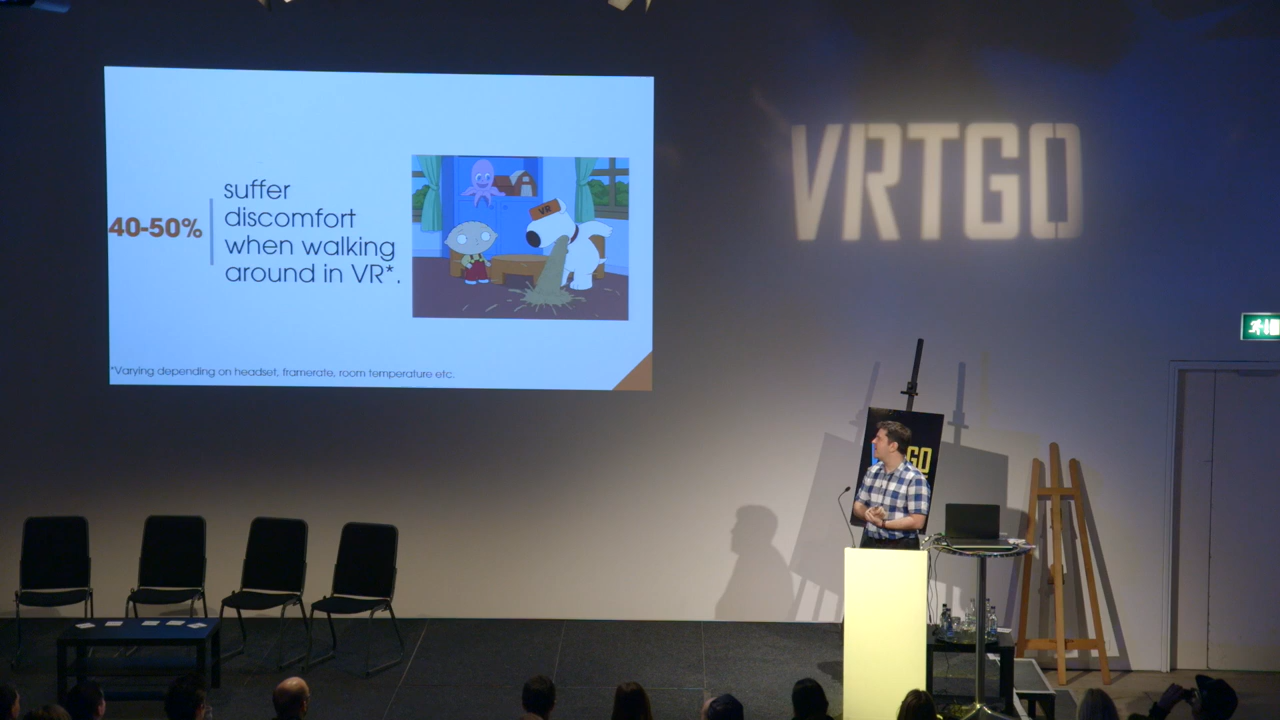 VRTGO
40-50%
suffer
discomfort
when walking
around in VR*.
VR
*Varying depending on headset, framerate, room temperature etc.
GO